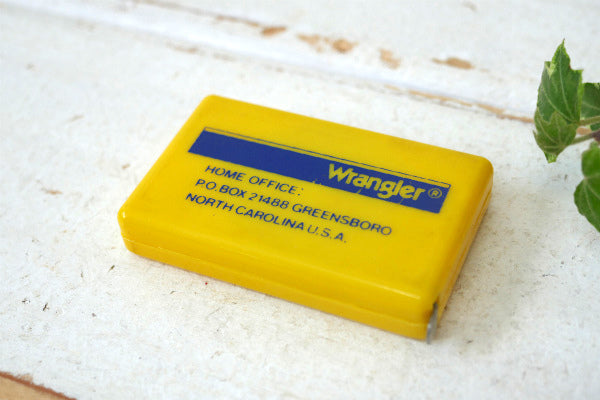 Wrangler®
HOME OFFICE:
P.O. BOX 21488 GREENSBORO
NORTH CAROLINA U.S.A.